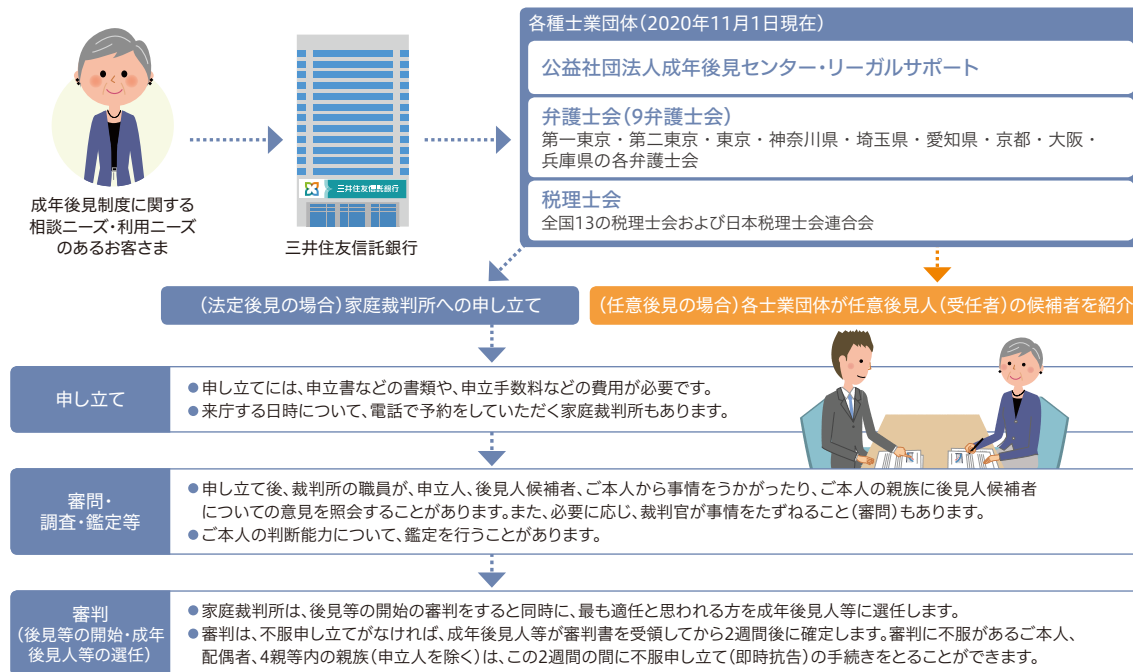 成年後見制度に関する
相談ニーズ・利用ニーズ
のあるお客さま
三井住友信託銀行
三井住友信託銀行
各種士業団体(2020年11月1日現在)
公益社団法人成年後見センター・リーガルサポート
弁護士会(9弁護士会)
第一東京・第二東京・東京・神奈川県・埼玉県・愛知県・京都・大阪・
兵庫県の各弁護士会
税理士会
全国13の税理士会および日本税理士会連合会
(法定後見の場合)家庭裁判所への申し立て
(任意後見の場合)各士業団体が任意後見人(受任者)の候補者を紹介
申し立て
●申し立てには、申立書などの書類や、申立手数料などの費用が必要です。
●来庁する日時について、電話で予約をしていただく家庭裁判所もあります。
審問・
調査・鑑定等
●申し立て後、裁判所の職員が、申立人、後見人候補者、ご本人から事情をうかがったり、ご本人の親族に後見人候補者
についての意見を照会することがあります。また、必要に応じ、裁判官が事情をたずねること(審問)もあります。
●ご本人の判断能力について、鑑定を行うことがあります。
審判
(後見等の開始・成年
後見人等の選任)
●家庭裁判所は、後見等の開始の審判をすると同時に、最も適任と思われる方を成年後見人等に選任します。
●審判は、不服申し立てがなければ、成年後見人等が審判書を受領してから2週間後に確定します。審判に不服があるご本人、
配偶者、4親等内の親族(申立人を除く)は、この2週間の間に不服申し立て(即時抗告)の手続きをとることができます。